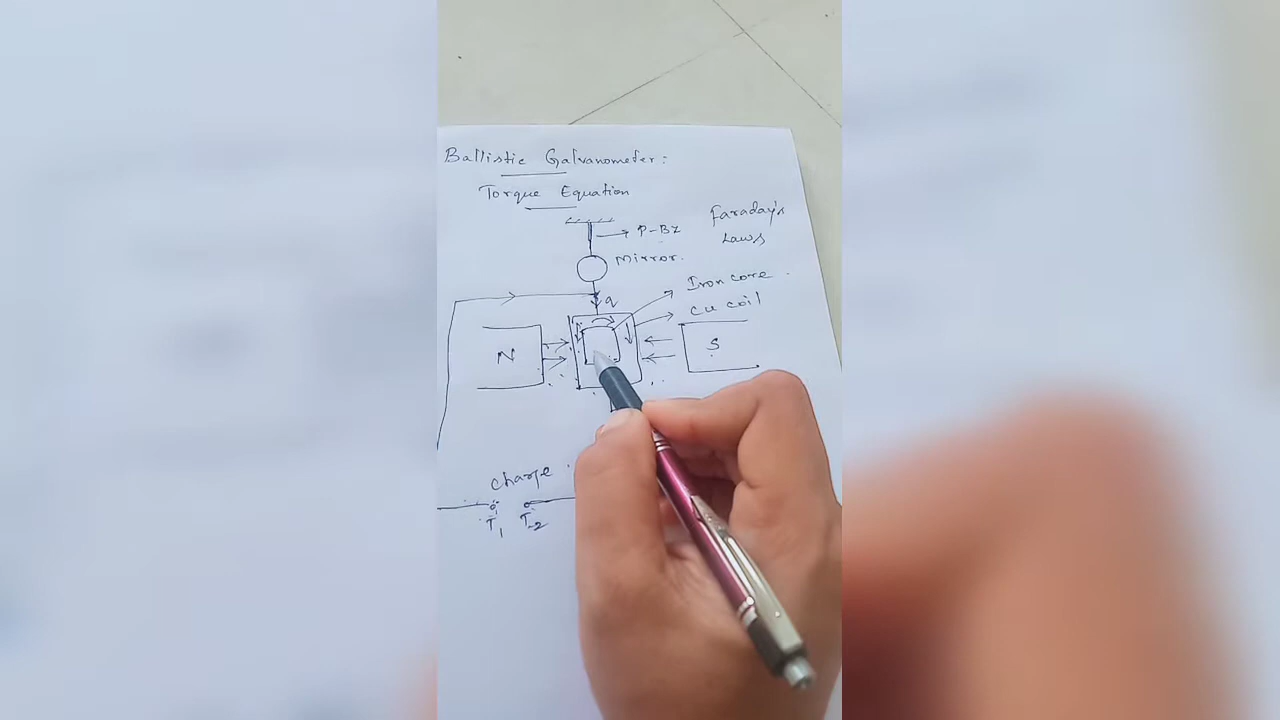 Ballistic Galvanometer:
Torque Equation
P-BZ
Faraday's
Laws
Mirror.
Iron core
Cu coil
q
N
S
Charge
T1 T2